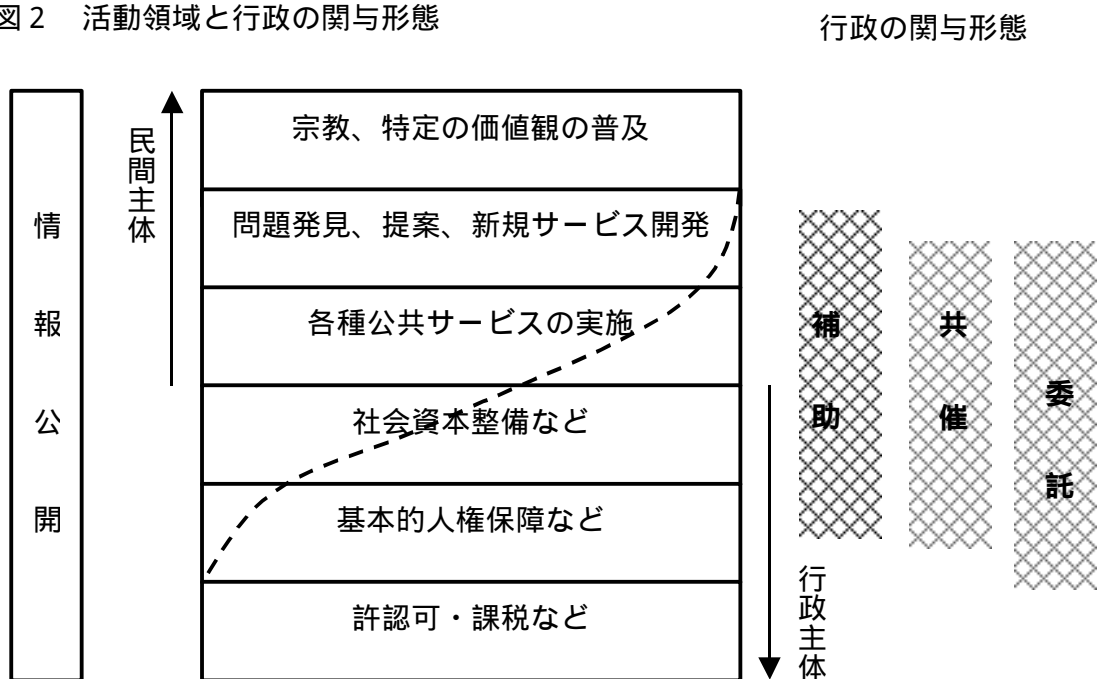 図2 活動領域と行政の関与形態
行政の関与形態
情報公開
民間主体
宗教、特定の価値観の普及
問題発見、提案、新規サービス開発
各種公共サービスの実施
社会資本整備など
基本的人権保障など
許認可・課税など
補助
共催
委託
行政主体